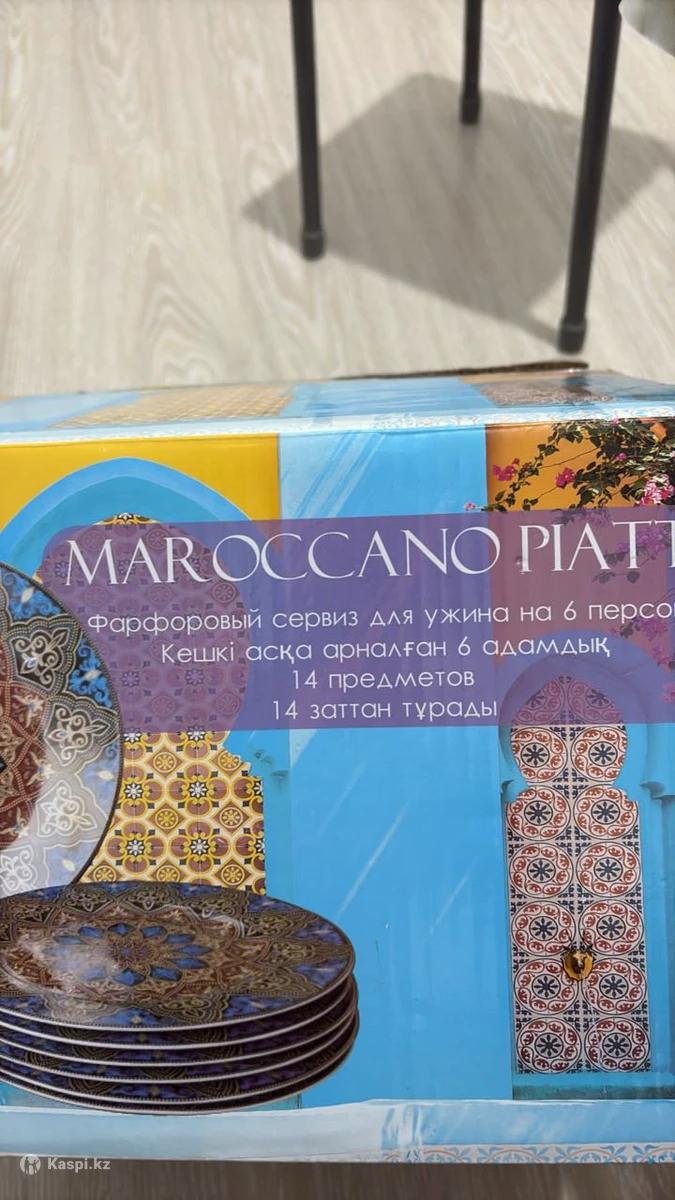 MAROCCANO PIATT
Фарфоровый сервиз для ужина на 6 персо
Кешкі асқа арналған 6 адамдық
14 предметов
14 заттан тұрады
Kaspi.kz